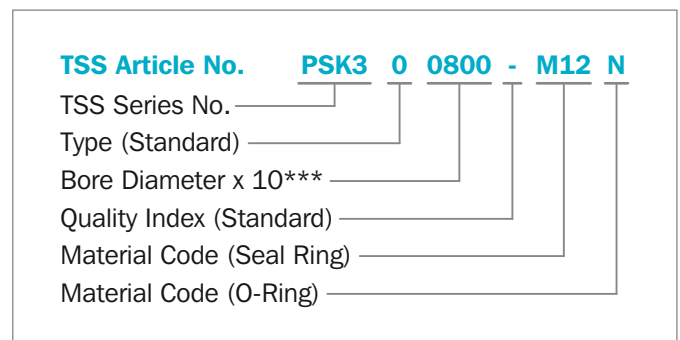 TSS Article No. PSK3 0 0800 - M12 N
TSS Series No.
Type (Standard)
Bore Diameter x 10***
Quality Index (Standard)
Material Code (Seal Ring)
Material Code (O-Ring)